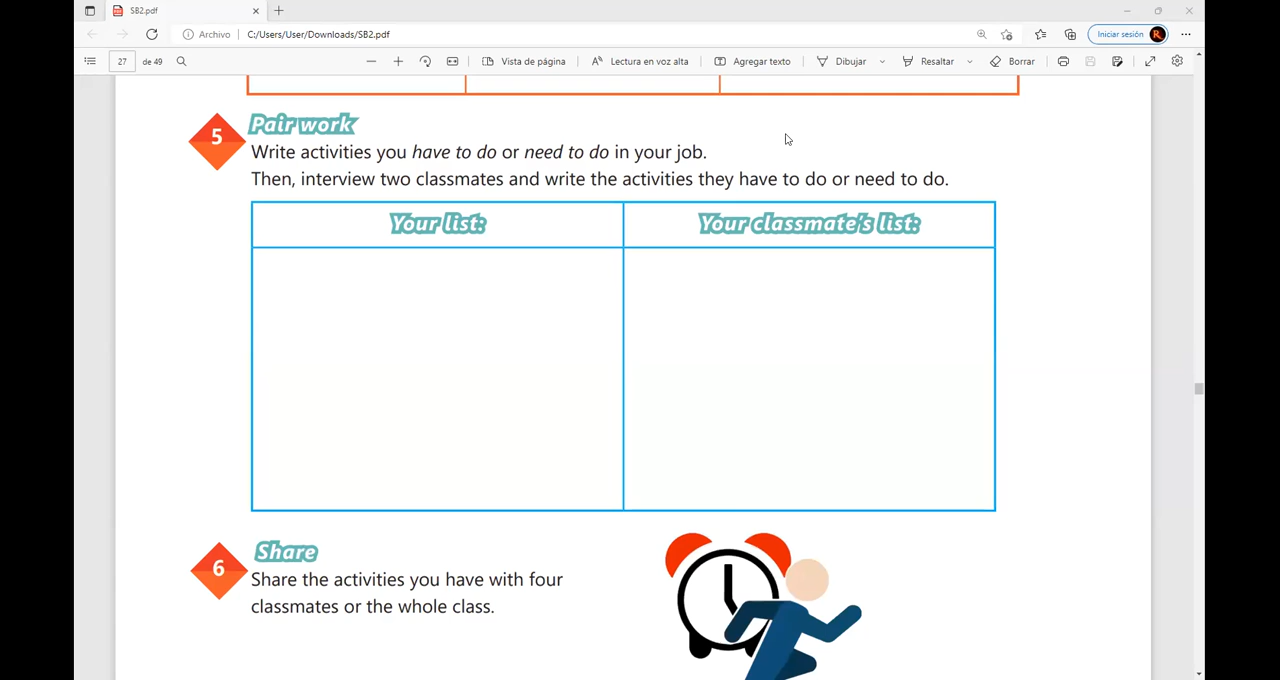 SB2.pdf
Archivo C:/Users/User/Downloads/SB2.pdf Iniciar sesión R
27 de 49 Vista de página Lectura en voz alta Agregar texto Dibujar Resaltar Borrar
5 Pair work
Write activities you have to do or need to do in your job.
Then, interview two classmates and write the activities they have to do or need to do.
Your list: Your classmate's list:
6 Share
Share the activities you have with four
classmates or the whole class.